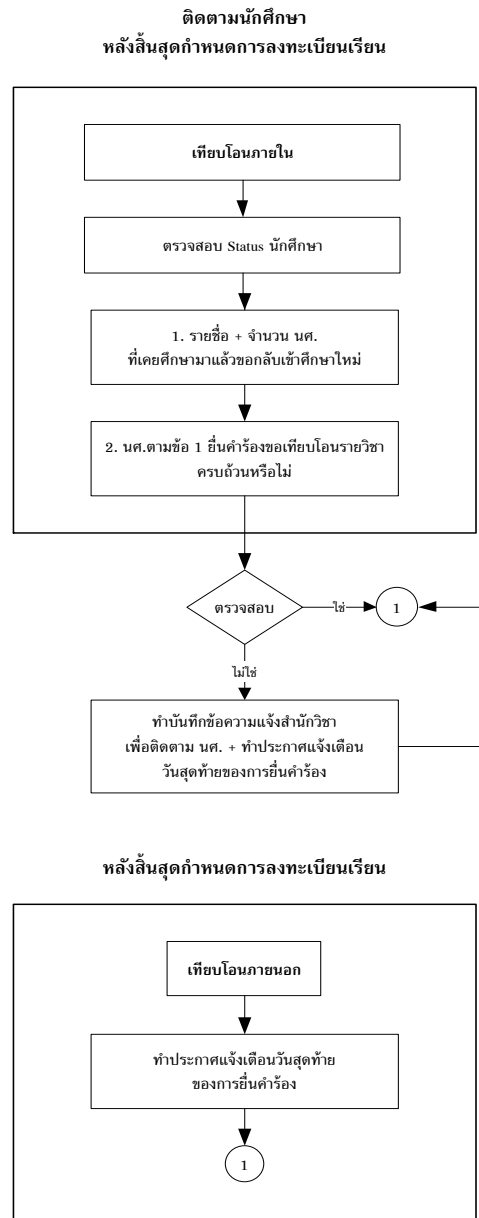 ติดตามนักศึกษา
หลังสิ้นสุดกำหนดการลงทะเบียนเรียน
เทียบโอนภายใน
ตรวจสอบ Status นักศึกษา
1. รายชื่อ + จำนวน นศ.
ที่เคยศึกษามาแล้วขอกลับเข้าศึกษาใหม่
2. นศ.ตามข้อ 1 ยื่นคำร้องขอเทียบโอนรายวิชา
ครบถ้วนหรือไม่
ตรวจสอบ
ใช่
1
ไม่ใช่
ทำบันทึกข้อความแจ้งสำนักวิชา
เพื่อติดตาม นศ. + ทำประกาศแจ้งเตือน
วันสุดท้ายของการยื่นคำร้อง
หลังสิ้นสุดกำหนดการลงทะเบียนเรียน
เทียบโอนภายนอก
ทำประกาศแจ้งเตือนวันสุดท้าย
ของการยื่นคำร้อง
1